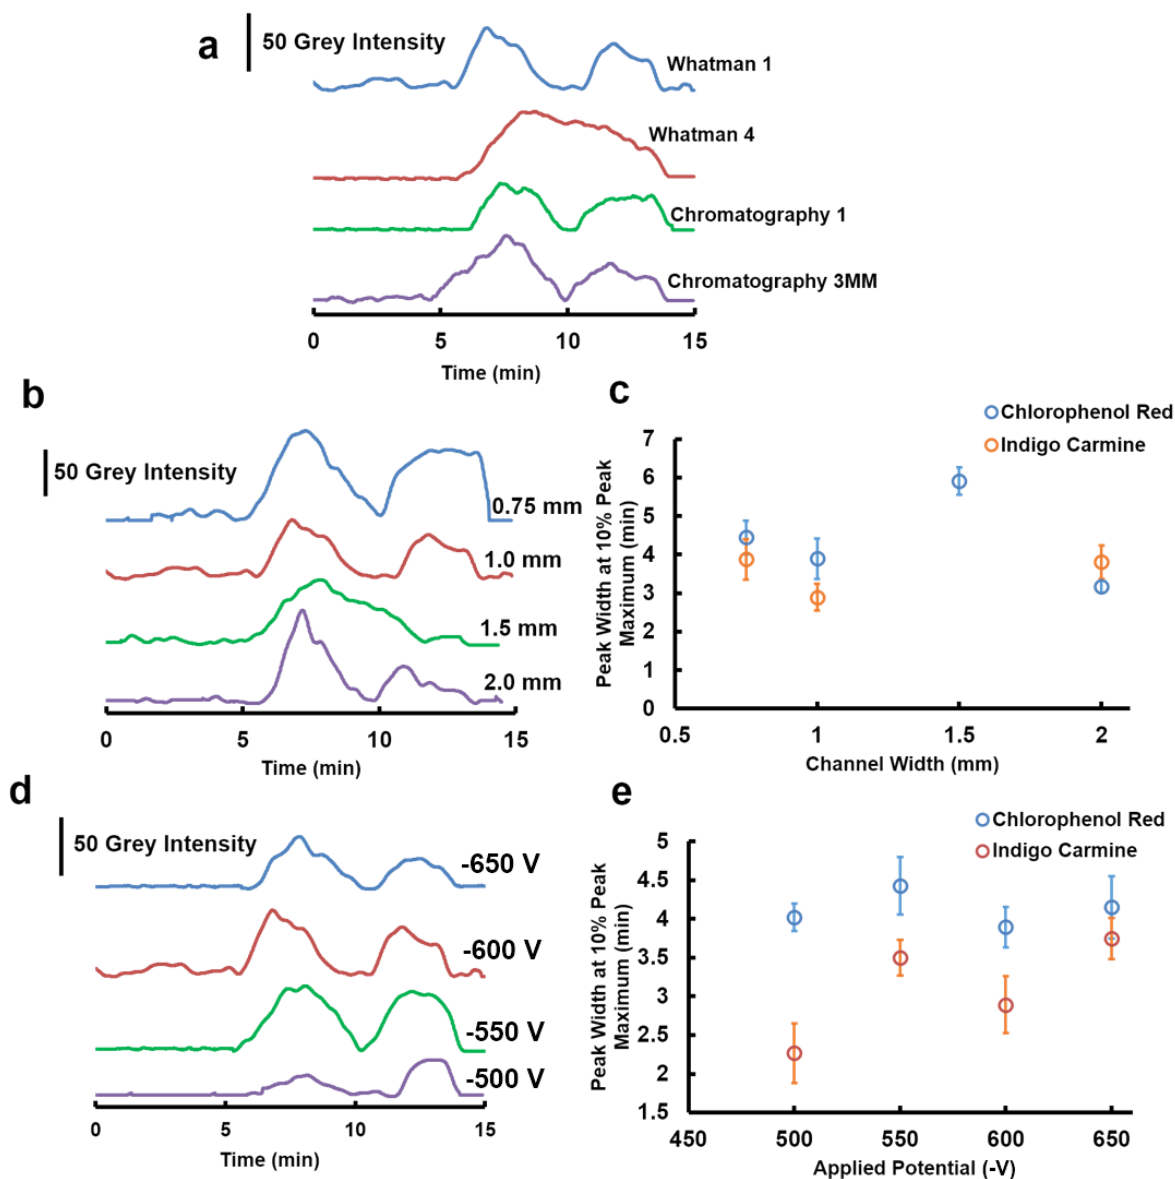 a
50 Grey Intensity
Whatman 1
Whatman 4
Chromatography 1
Chromatography 3MM
0 5 10 15
Time (min)
b
50 Grey Intensity
0.75 mm
1.0 mm
1.5 mm
2.0 mm
0 5 10 15
Time (min)
c
Chlorophenol Red
Indigo Carmine
Peak Width at 10% Peak
Maximum (min)
7
6
5
4
3
2
1
0
0.5 1 1.5 2
Channel Width (mm)
d
50 Grey Intensity
-650 V
-600 V
-550 V
-500 V
0 5 10 15
Time (min)
e
Chlorophenol Red
Indigo Carmine
Peak Width at 10% Peak
Maximum (min)
5
4.5
4
3.5
3
2.5
2
1.5
450 500 550 600 650
Applied Potential (-V)